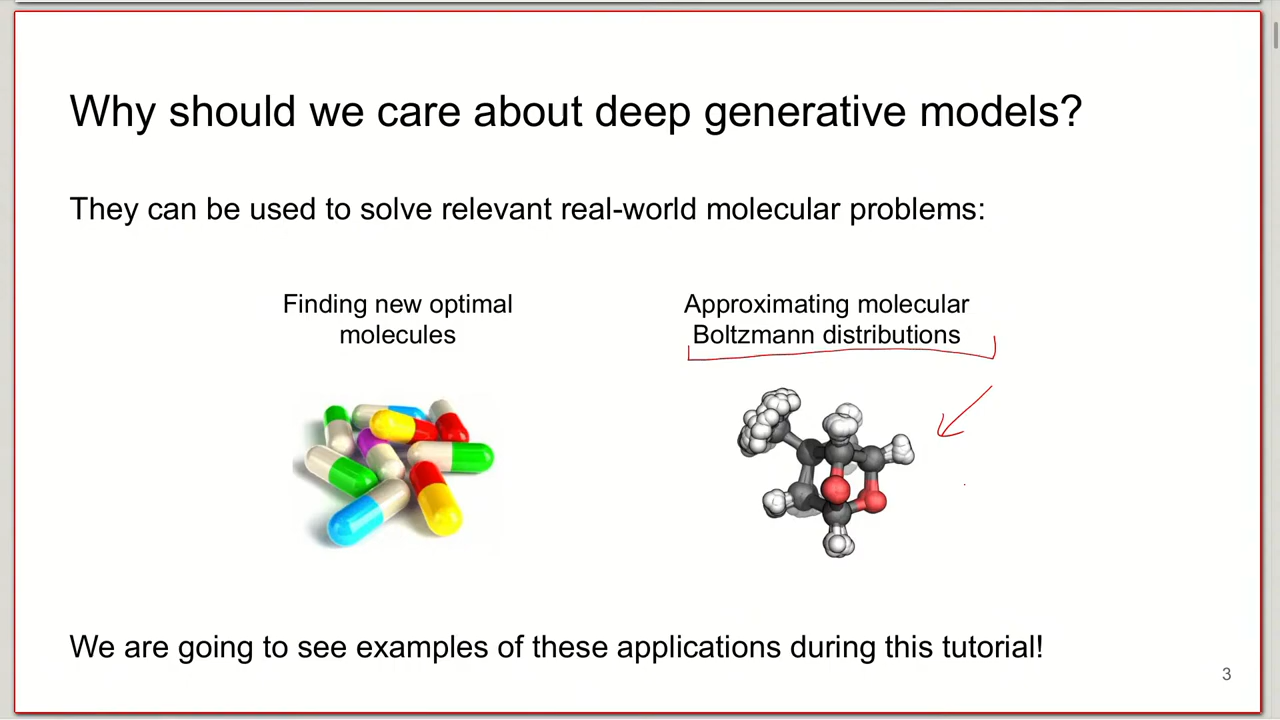 Why should we care about deep generative models?
They can be used to solve relevant real-world molecular problems:
Finding new optimal
molecules
Approximating molecular
Boltzmann distributions
We are going to see examples of these applications during this tutorial!
3